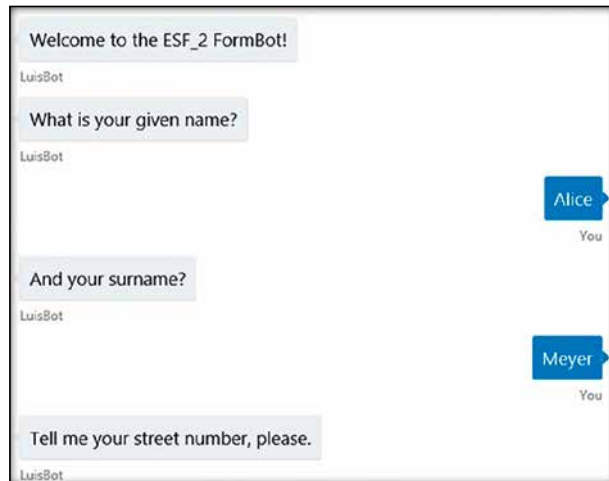 Welcome to the ESF_2 FormBot!
LuisBot
What is your given name?
LuisBot
Alice
You
And your surname?
LuisBot
Meyer
You
Tell me your street number, please.
LuisBot